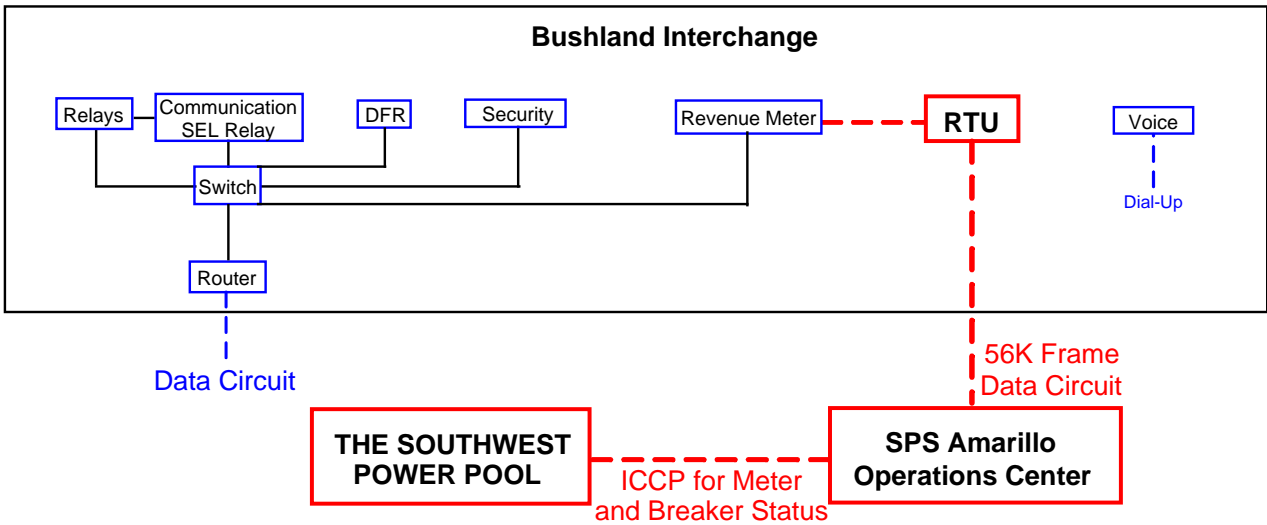 Bushland Interchange
Relays
Communication
SEL Relay
DFR
Security
Revenue Meter
RTU
Voice
Switch
Dial-Up
Router
Data Circuit
56K Frame
Data Circuit
THE SOUTHWEST
POWER POOL
ICCP for Meter
and Breaker Status
SPS Amarillo
Operations Center